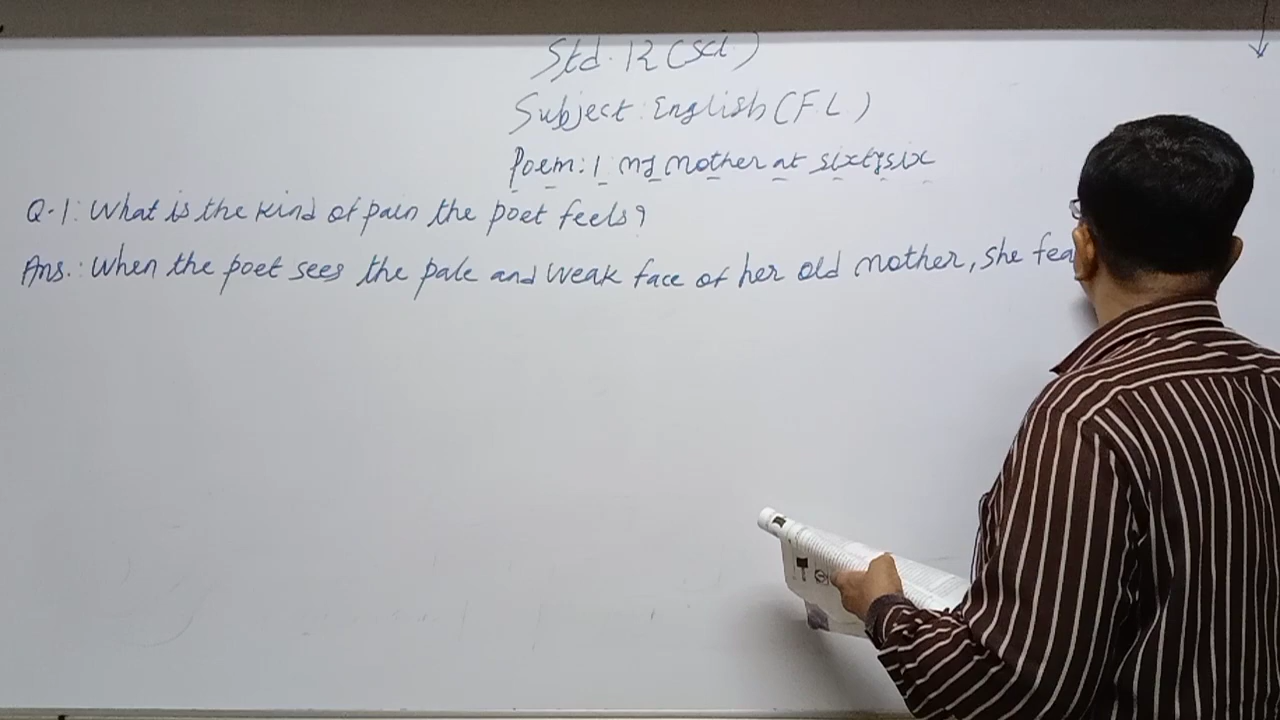 Std. 12 (Sci)
Subject: English (F.L)
Poem: 1 my mother at sixtysix
Q.1: What is the kind of pain the poet feels?
Ans.: When the poet sees the pale and weak face of her old mother, she fea